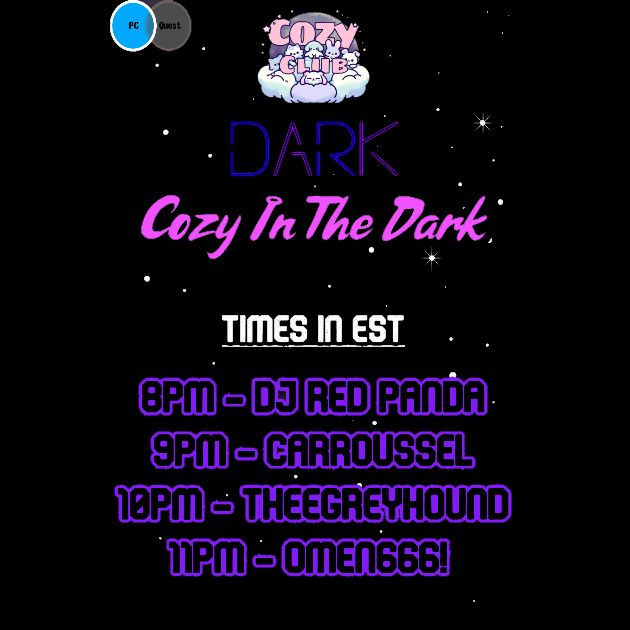 PC Quest
COZY
CLUB
DARK
Cozy In The Dark
TIMES IN EST
8PM - DJ RED PANDA
9PM - CARROUSSEL
10PM - THEEGREYHOUND
11PM - OMEN666!